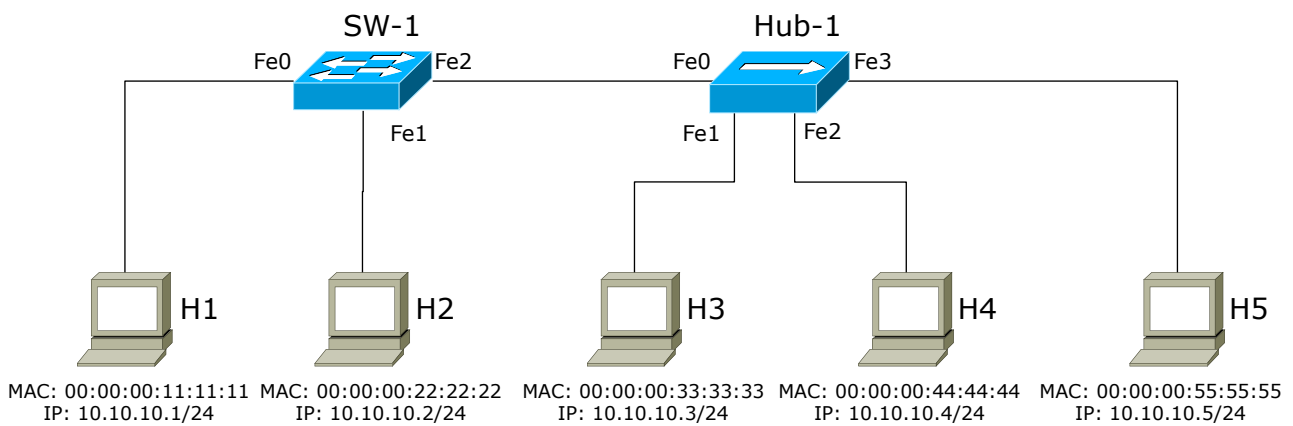 SW-1
Hub-1
Fe0
Fe2
Fe0
Fe3
Fe1
Fe1
Fe2
H1
H2
H3
H4
H5
MAC: 00:00:00:11:11:11
IP: 10.10.10.1/24
MAC: 00:00:00:22:22:22
IP: 10.10.10.2/24
MAC: 00:00:00:33:33:33
IP: 10.10.10.3/24
MAC: 00:00:00:44:44:44
IP: 10.10.10.4/24
MAC: 00:00:00:55:55:55
IP: 10.10.10.5/24